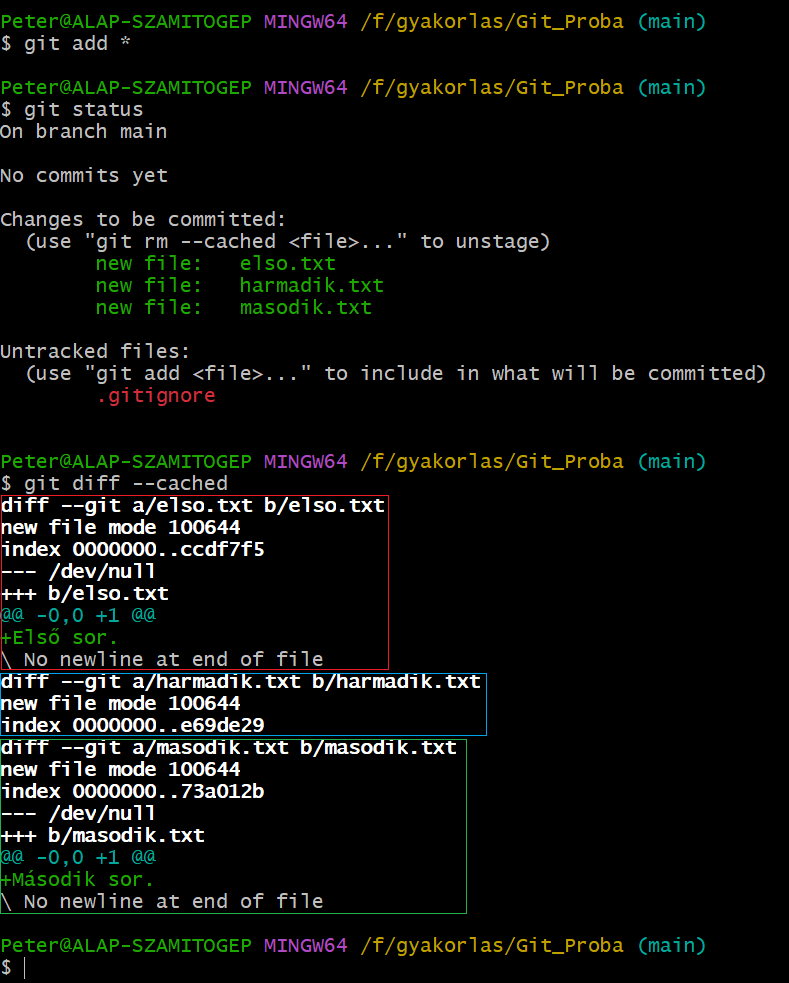 Peter@ALAP-SZAMITOGEP MINGW64 /f/gyakorlas/Git_Proba (main)
$ git add *
Peter@ALAP-SZAMITOGEP MINGW64 /f/gyakorlas/Git_Proba (main)
$ git status
On branch main
No commits yet
Changes to be committed:
  (use "git rm --cached <file>..." to unstage)
        new file:   elso.txt
        new file:   harmadik.txt
        new file:   masodik.txt
Untracked files:
  (use "git add <file>..." to include in what will be committed)
        .gitignore
Peter@ALAP-SZAMITOGEP MINGW64 /f/gyakorlas/Git_Proba (main)
$ git diff --cached
diff --git a/elso.txt b/elso.txt
new file mode 100644
index 0000000..ccdf7f5
--- /dev/null
+++ b/elso.txt
@@ -0,0 +1 @@
+Első sor.
\ No newline at end of file
diff --git a/harmadik.txt b/harmadik.txt
new file mode 100644
index 0000000..e69de29
diff --git a/masodik.txt b/masodik.txt
new file mode 100644
index 0000000..73a012b
--- /dev/null
+++ b/masodik.txt
@@ -0,0 +1 @@
+Második sor.
\ No newline at end of file
Peter@ALAP-SZAMITOGEP MINGW64 /f/gyakorlas/Git_Proba (main)
$